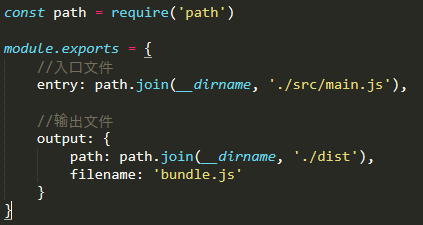 const path = require('path')
module.exports = {
//入口文件
entry: path.join(__dirname, './src/main.js'),
//输出文件
output: {
path: path.join(__dirname, './dist'),
filename: 'bundle.js'
}
}